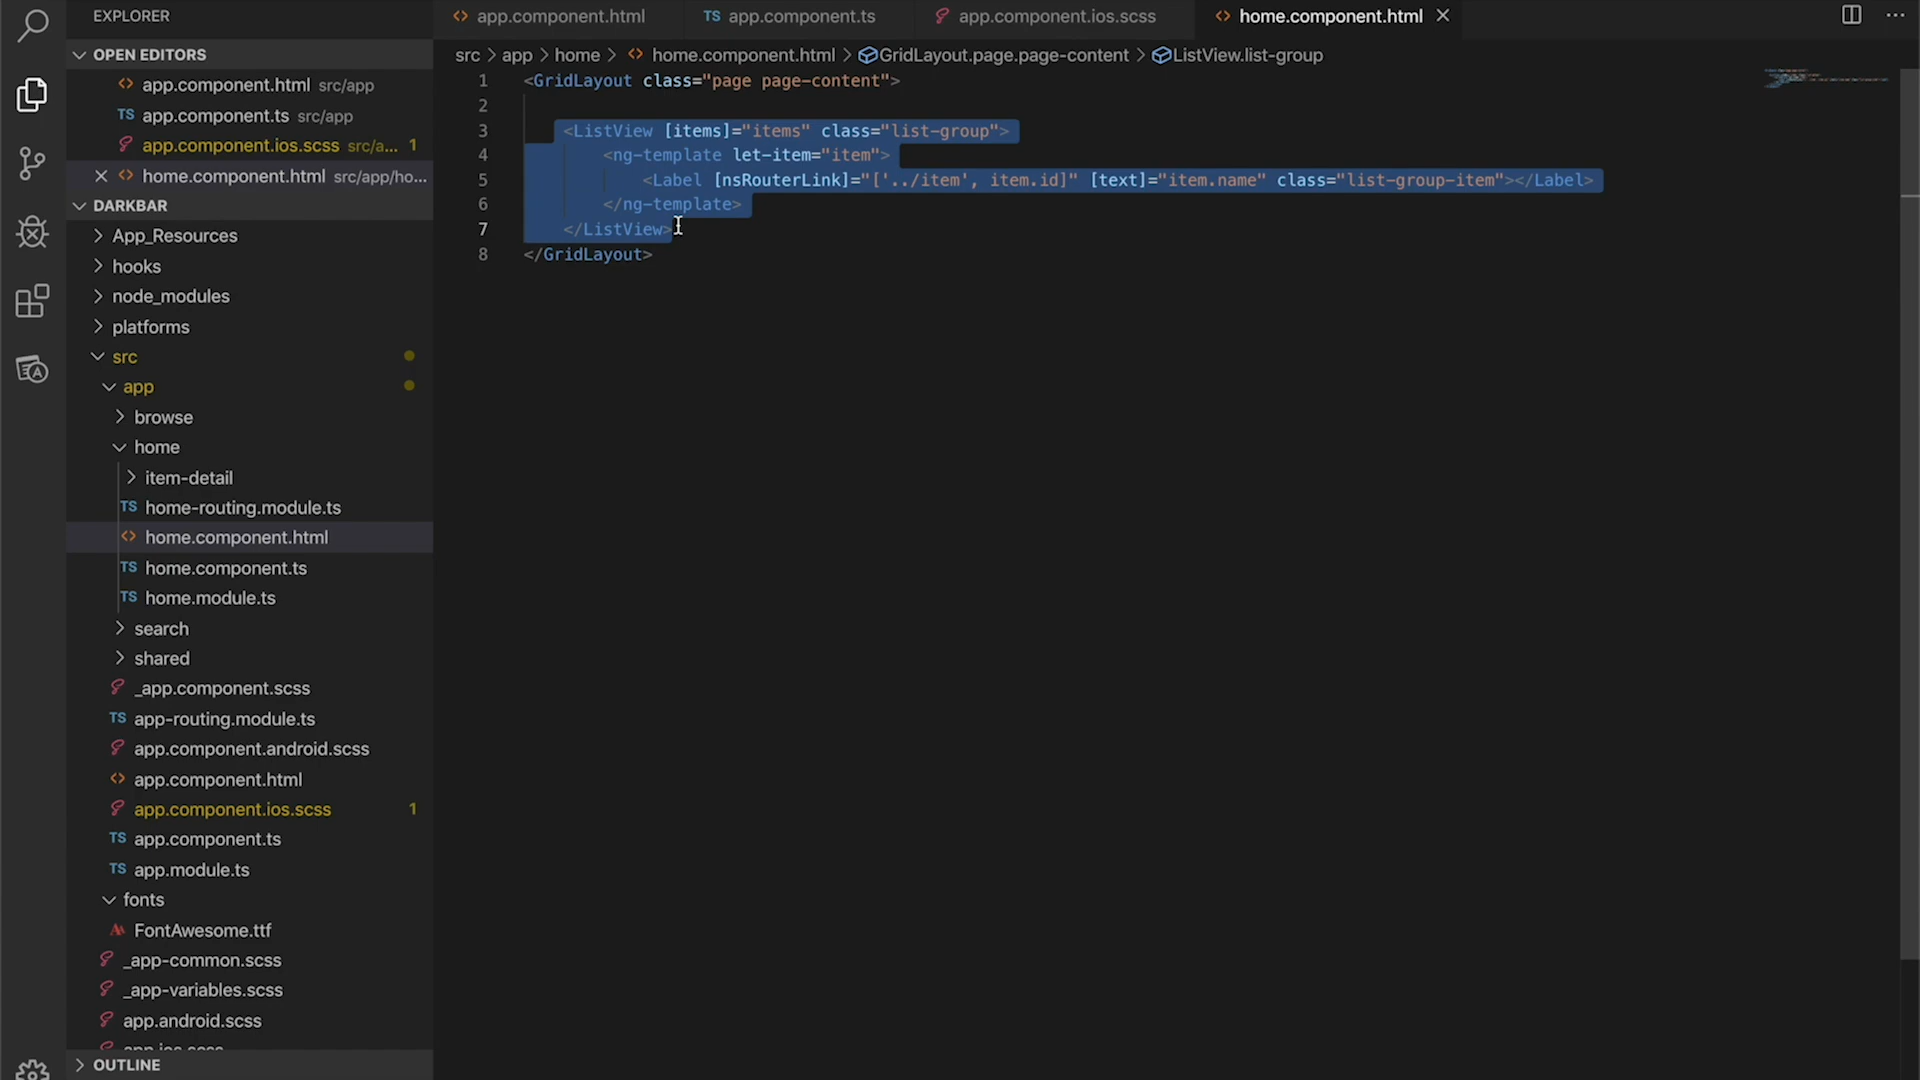 EXPLORER
OPEN EDITORS
app.component.html src/app
TS app.component.ts src/app
app.component.ios.scss src/a... 1
home.component.html src/app/ho...
DARKBAR
App_Resources
hooks
node_modules
platforms
src
app
browse
home
item-detail
TS home-routing.module.ts
home.component.html
TS home.component.ts
TS home.module.ts
search
shared
_app.component.scss
TS app-routing.module.ts
app.component.android.scss
app.component.html
app.component.ios.scss 1
TS app.component.ts
TS app.module.ts
fonts
FontAwesome.ttf
_app-common.scss
_app-variables.scss
app.android.scss
app.ios.scss
OUTLINE
app.component.html TS app.component.ts app.component.ios.scss home.component.html
src > app > home > home.component.html > GridLayout.page.page-content > ListView.list-group
1 <GridLayout class="page page-content">
2
3 <ListView [items]="items" class="list-group">
4 <ng-template let-item="item">
5 <Label [nsRouterLink]="['../item', item.id]" [text]="item.name" class="list-group-item"></Label>
6 </ng-template>
7 </ListView>
8 </GridLayout>